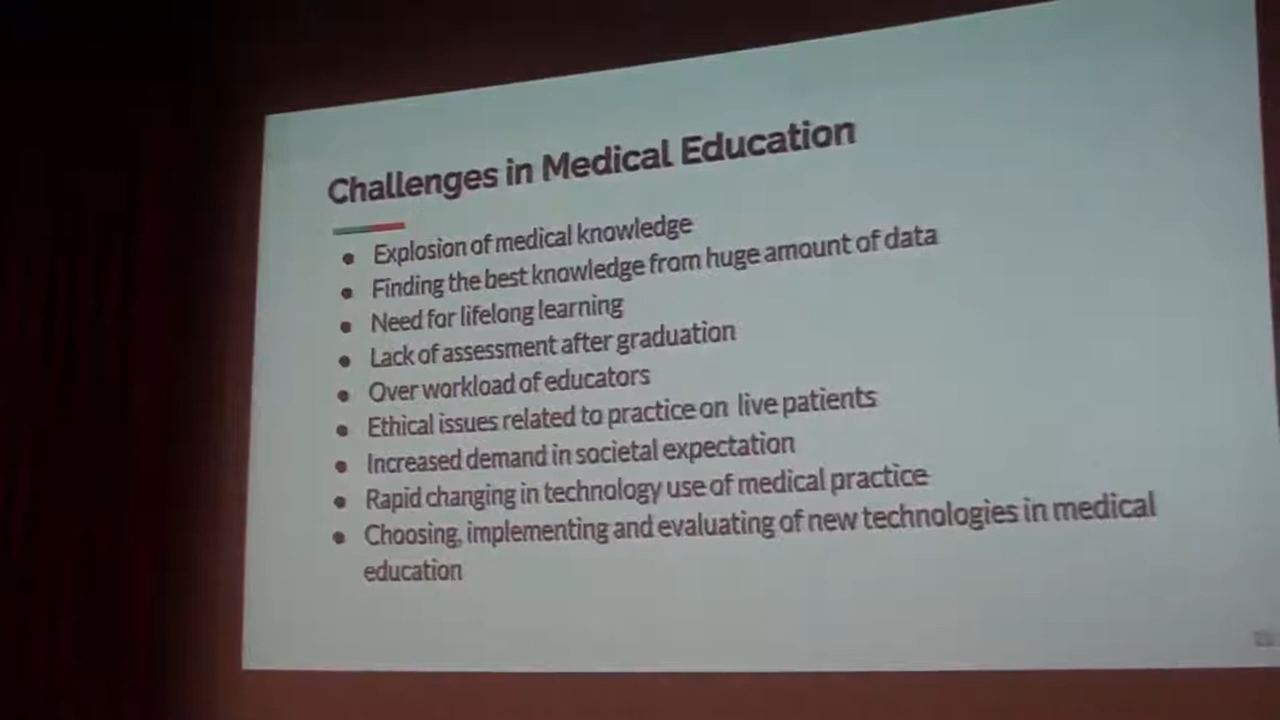 Challenges in Medical Education
• Explosion of medical knowledge
• Finding the best knowledge from huge amount of data
• Need for lifelong learning
• Lack of assessment after graduation
• Over workload of educators
• Ethical issues related to practice on live patients
• Increased demand in societal expectation
• Rapid changing in technology use of medical practice
• Choosing, implementing and evaluating of new technologies in medical
education